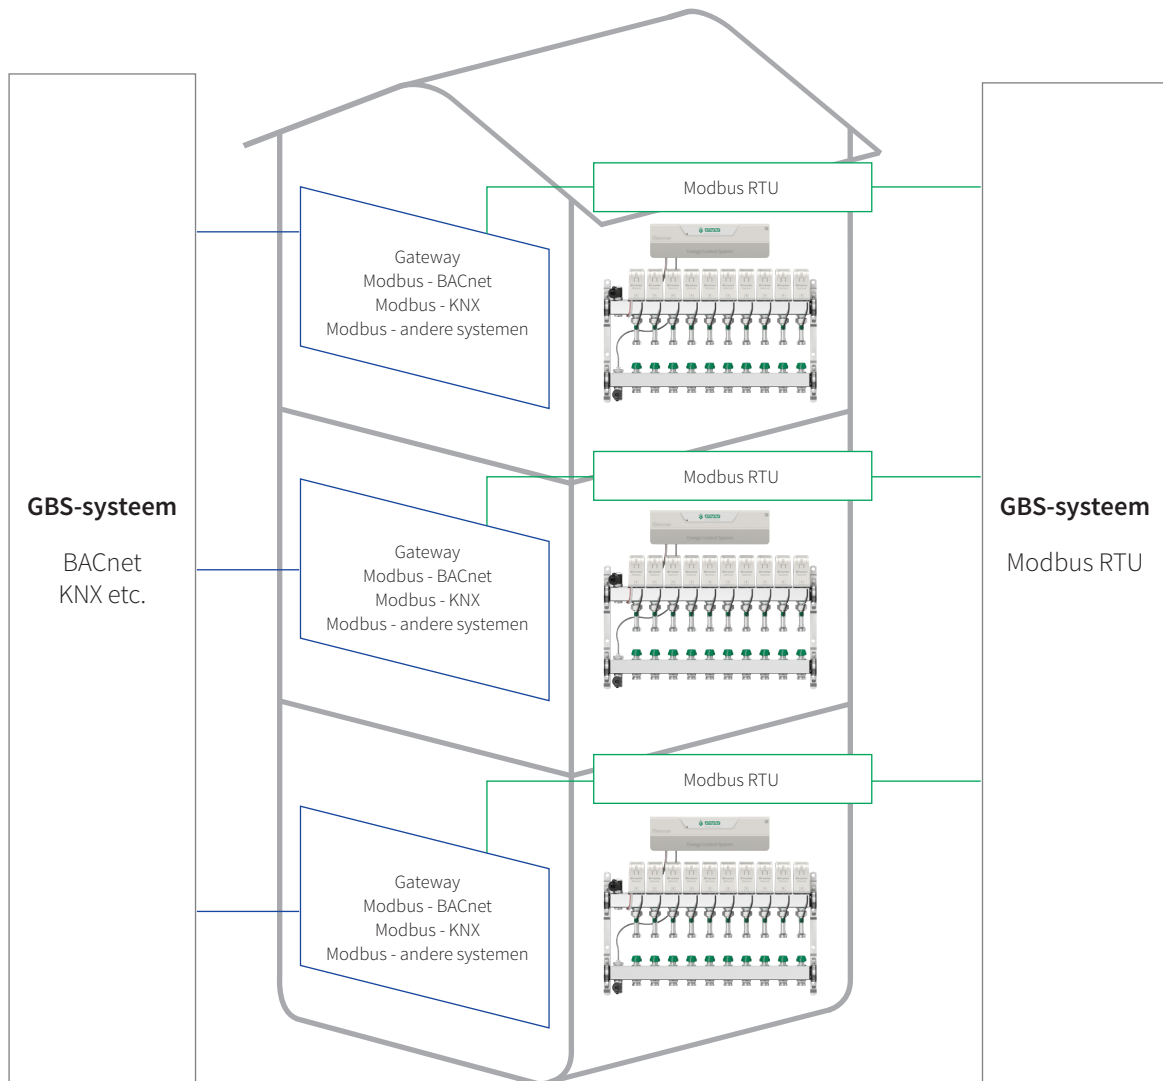 GBS-systeem
BACnet
KNX etc.
Modbus RTU
Gateway
Modbus - BACnet
Modbus - KNX
Modbus - andere systemen
Modbus RTU
Gateway
Modbus - BACnet
Modbus - KNX
Modbus - andere systemen
Modbus RTU
Gateway
Modbus - BACnet
Modbus - KNX
Modbus - andere systemen
GBS-systeem
Modbus RTU